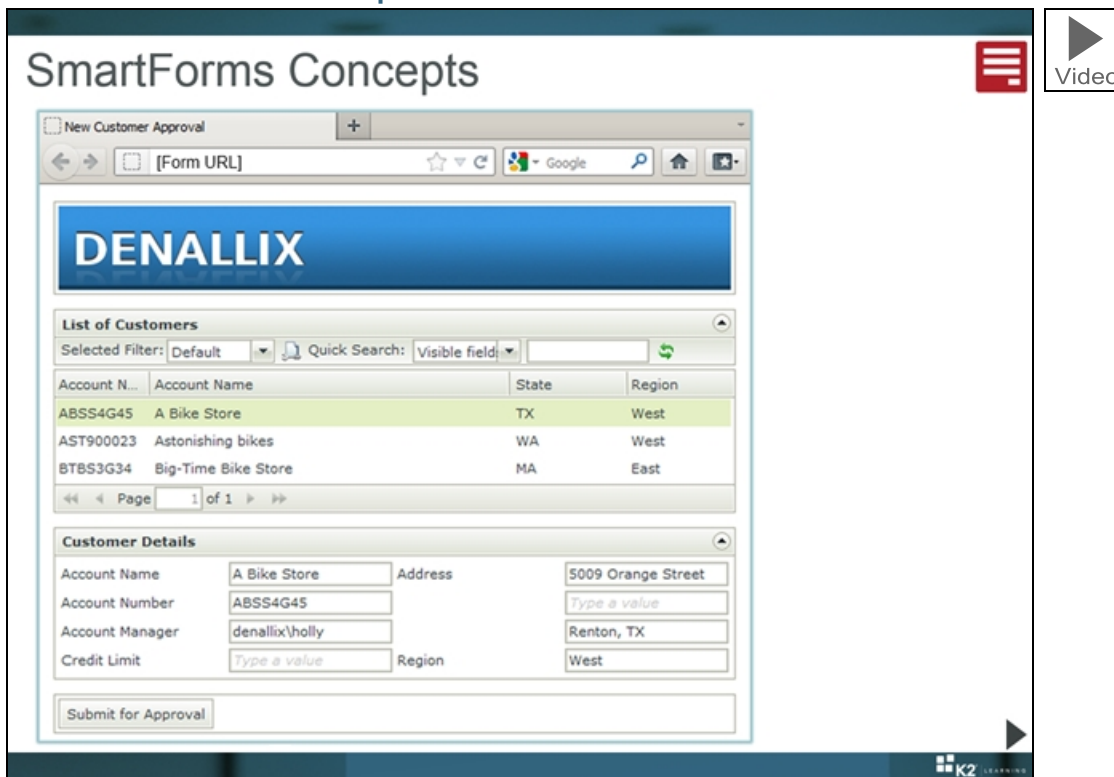 SmartForms Concepts
Video
New Customer Approval
[Form URL]
Google
DENALLIX
List of Customers
Selected Filter: Default Quick Search: Visible field:
Account N... Account Name State Region
ABSS4G45 A Bike Store TX West
AST900023 Astonishing bikes WA West
BTBS3G34 Big-Time Bike Store MA East
Page 1 of 1
Customer Details
Account Name A Bike Store Address 5009 Orange Street
Account Number ABSS4G45 Type a value
Account Manager denallix\holly Renton, TX
Credit Limit Type a value Region West
Submit for Approval
K2 LEARNING